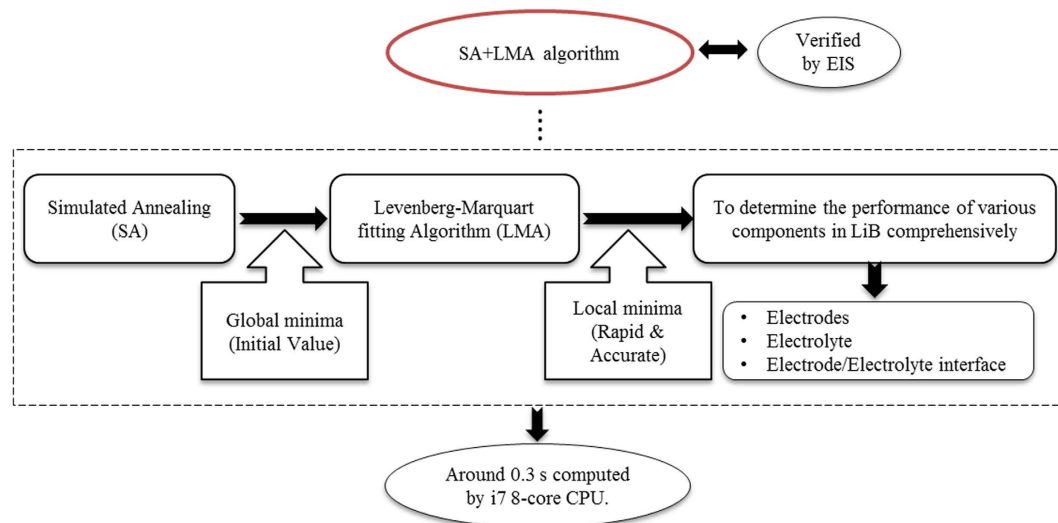 SA+LMA algorithm
Verified
by EIS
Simulated Annealing
(SA)
Levenberg-Marquart
fitting Algorithm (LMA)
To determine the performance of various
components in LiB comprehensively
Global minima
(Initial Value)
Local minima
(Rapid &
Accurate)
• Electrodes
• Electrolyte
• Electrode/Electrolyte interface
Around 0.3 s computed
by i7 8-core CPU.